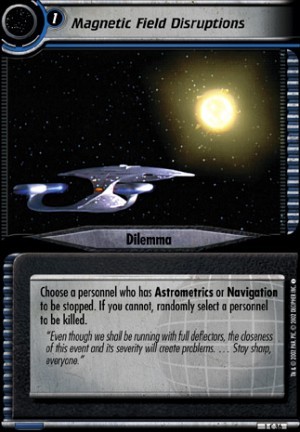 1
Magnetic Field Disruptions
Dilemma
Choose a personnel who has Astrometrics or Navigation
to be stopped. If you cannot, randomly select a personnel
to be killed.
"Even though we shall be running with full deflectors, the closeness
of this event and its severity will create problems. … Stay sharp,
everyone."
1 C 36